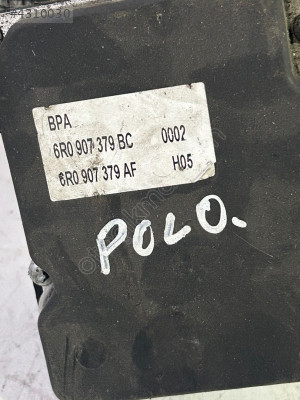 BPA
6R0 907 379 BC 0002
6R0 907 379 AF H05
POLO.